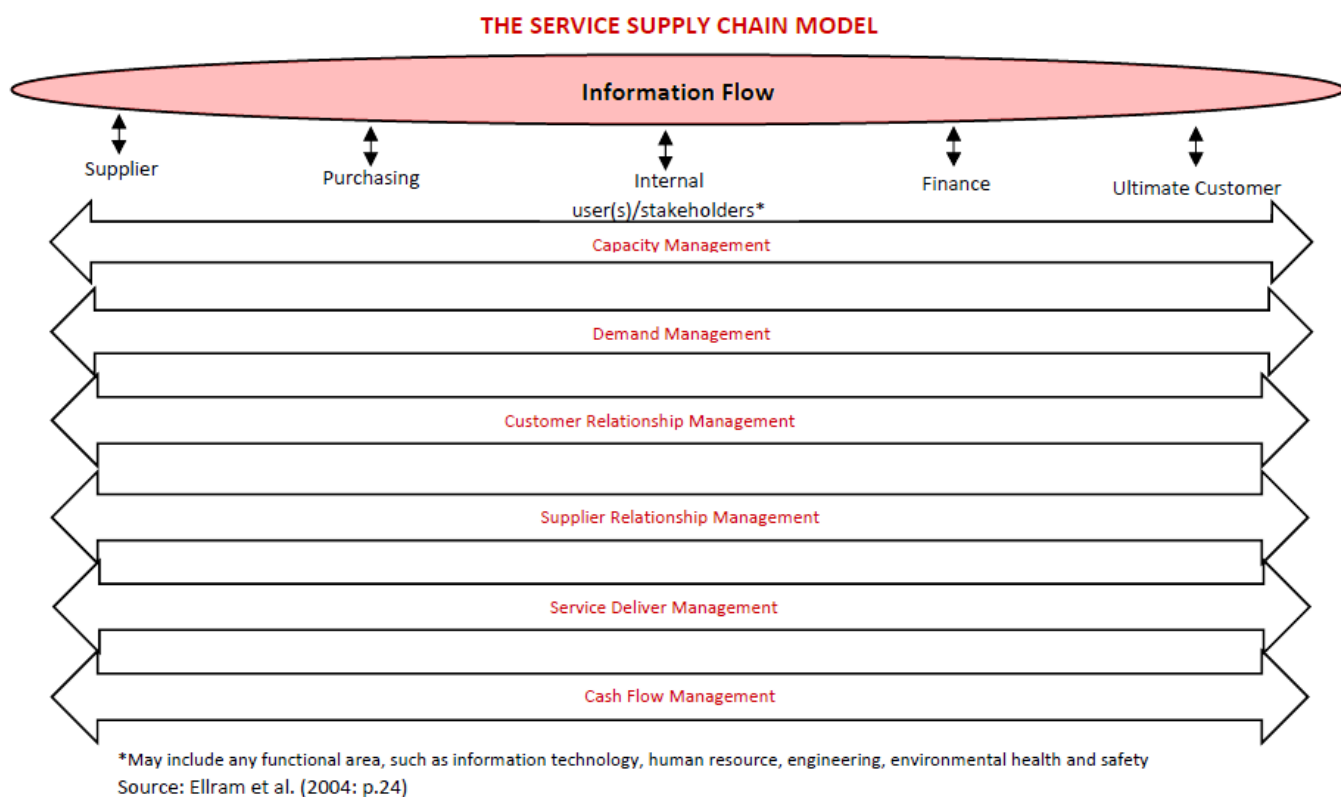 THE SERVICE SUPPLY CHAIN MODEL
Information Flow
Supplier
Purchasing
Internal
user(s)/stakeholders*
Finance
Ultimate Customer
Capacity Management
Demand Management
Customer Relationship Management
Supplier Relationship Management
Service Deliver Management
Cash Flow Management
*May include any functional area, such as information technology, human resource, engineering, environmental health and safety
Source: Ellram et al. (2004: p.24)